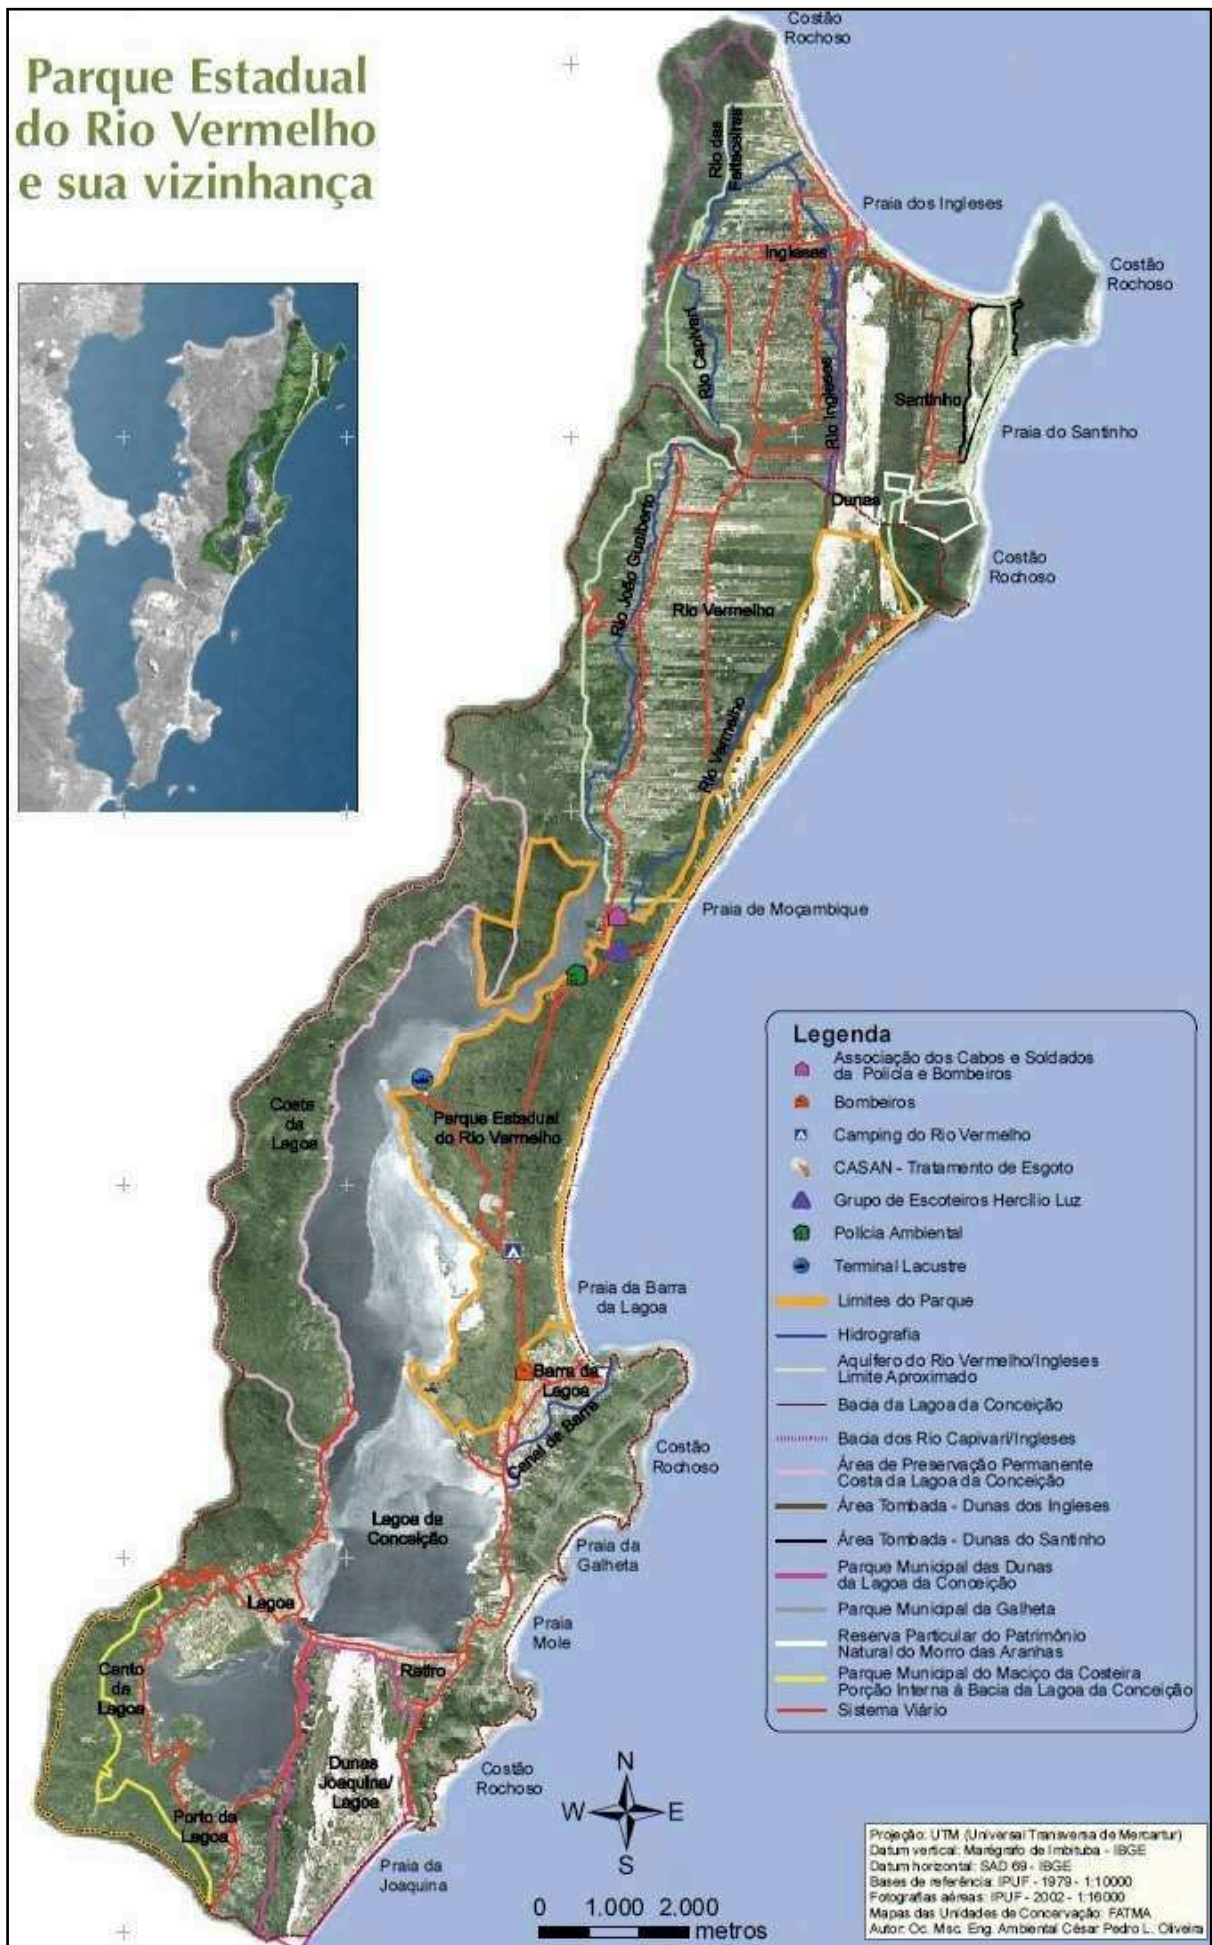 Parque Estadual
do Rio Vermelho
e sua vizinhança
Costão
Rochoso
Rio das
Feiticeiras
Praia dos Ingleses
Ingleses
Costão
Rochoso
Rio Capivari
Rio Ingleses
Santinho
Praia do Santinho
Dunas
Rio João Gualberto
Costão
Rochoso
Rio Vermelho
Rio Vermelho
Praia de Moçambique
Costa
da
Lagoa
Parque Estadual
do Rio Vermelho
Praia da Barra
da Lagoa
Barra da
Lagoa
Canal da Barra
Costão
Rochoso
Lagoa da
Conceição
Praia da
Galheta
Lagoa
Praia
Mole
Canto
da
Lagoa
Retiro
Dunas
Joaquina/
Lagoa
Costão
Rochoso
Porto da
Lagoa
Praia da
Joaquina
Legenda
Associação dos Cabos e Soldados
da Polícia e Bombeiros
Bombeiros
Camping do Rio Vermelho
CASAN - Tratamento de Esgoto
Grupo de Escoteiros Hercílio Luz
Polícia Ambiental
Terminal Lacustre
Limites do Parque
Hidrografia
Aquífero do Rio Vermelho/Ingleses
Limite Aproximado
Bacia da Lagoa da Conceição
Bacia dos Rio Capivari/Ingleses
Área de Preservação Permanente
Costa da Lagoa da Conceição
Área Tombada - Dunas dos Ingleses
Área Tombada - Dunas do Santinho
Parque Municipal das Dunas
da Lagoa da Conceição
Parque Municipal da Galheta
Reserva Particular do Patrimônio
Natural do Morro das Aranhas
Parque Municipal do Maciço da Costeira
Porção Interna á Bacia da Lagoa da Conceição
Sistema Viário
N
W E
S
0 1.000 2.000
metros
Projeção: UTM (Universal Transversa de Mercartur)
Datum vertical: Marégrafo de Imbituba - IBGE
Datum horizontal: SAD 69 - IBGE
Bases de referência: IPUF - 1979 - 1:10000
Fotografias aéreas: IPUF - 2002 - 1:16000
Mapas das Unidades de Concervação: FATMA
Autor: Oc. Msc. Eng. Ambiental César Pedro L. Oliveira